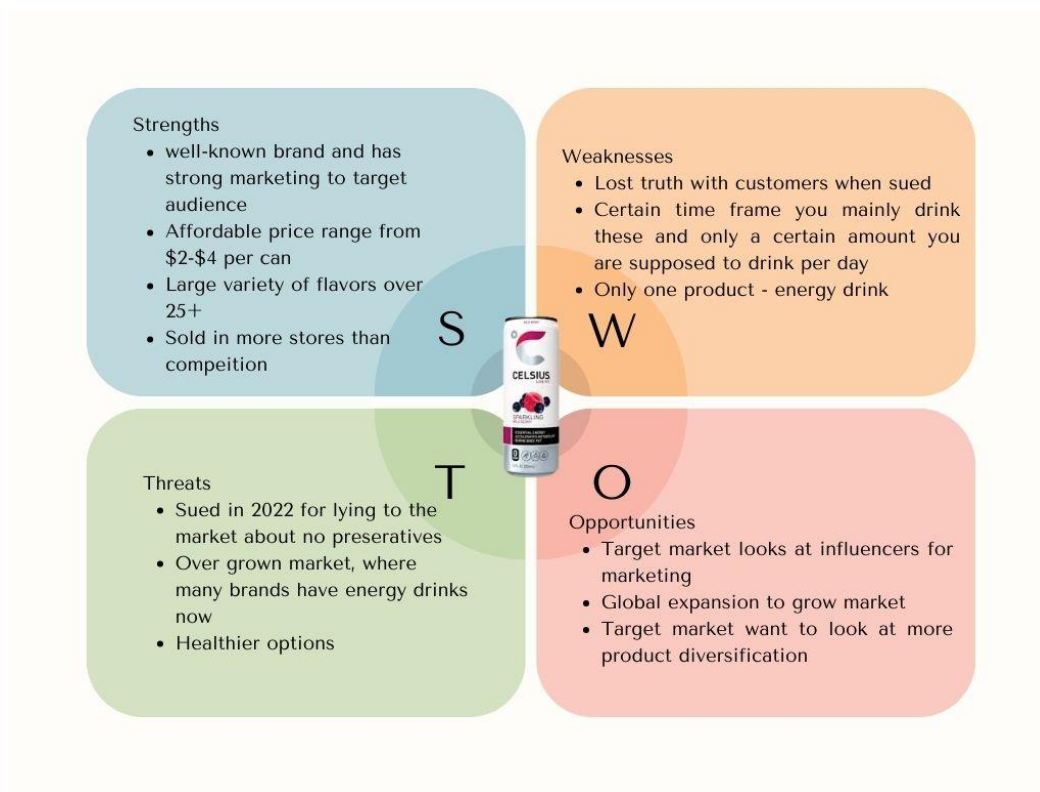 Strengths
• well-known brand and has
strong marketing to target
audience
• Affordable price range from
$2-$4 per can
• Large variety of flavors over
25+
• Sold in more stores than
compeition
S
Weaknesses
• Lost truth with customers when sued
• Certain time frame you mainly drink
these and only a certain amount you
are supposed to drink per day
• Only one product - energy drink
W
CELSIUS
SPARKLING
Threats
• Sued in 2022 for lying to the
market about no preseratives
• Over grown market, where
many brands have energy drinks
now
• Healthier options
T
O
Opportunities
• Target market looks at influencers for
marketing
• Global expansion to grow market
• Target market want to look at more
product diversification